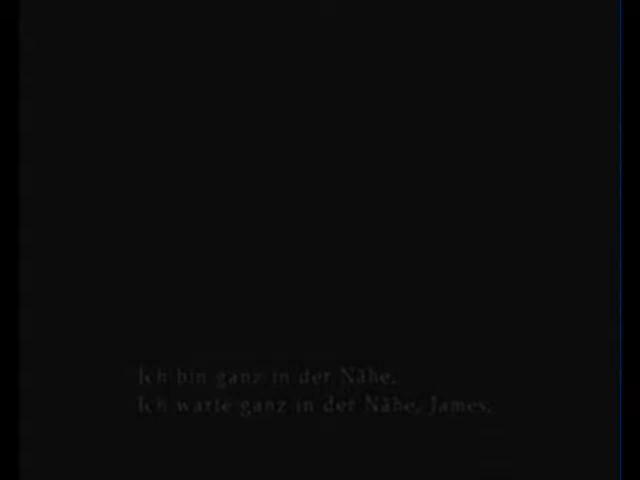 Ich bin ganz in der Nähe.
Ich warte ganz in der Nähe, James.